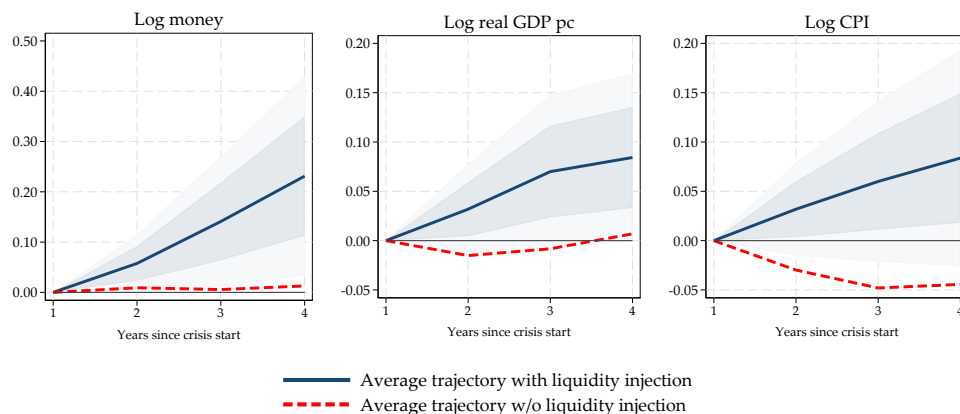 Log money
0.50
0.40
0.30
0.20
0.10
0.00
1 2 3 4
Years since crisis start
Log real GDP pc
0.20
0.15
0.10
0.05
0.00
-0.05
1 2 3 4
Years since crisis start
Log CPI
0.20
0.15
0.10
0.05
0.00
-0.05
1 2 3 4
Years since crisis start
Average trajectory with liquidity injection
Average trajectory w/o liquidity injection